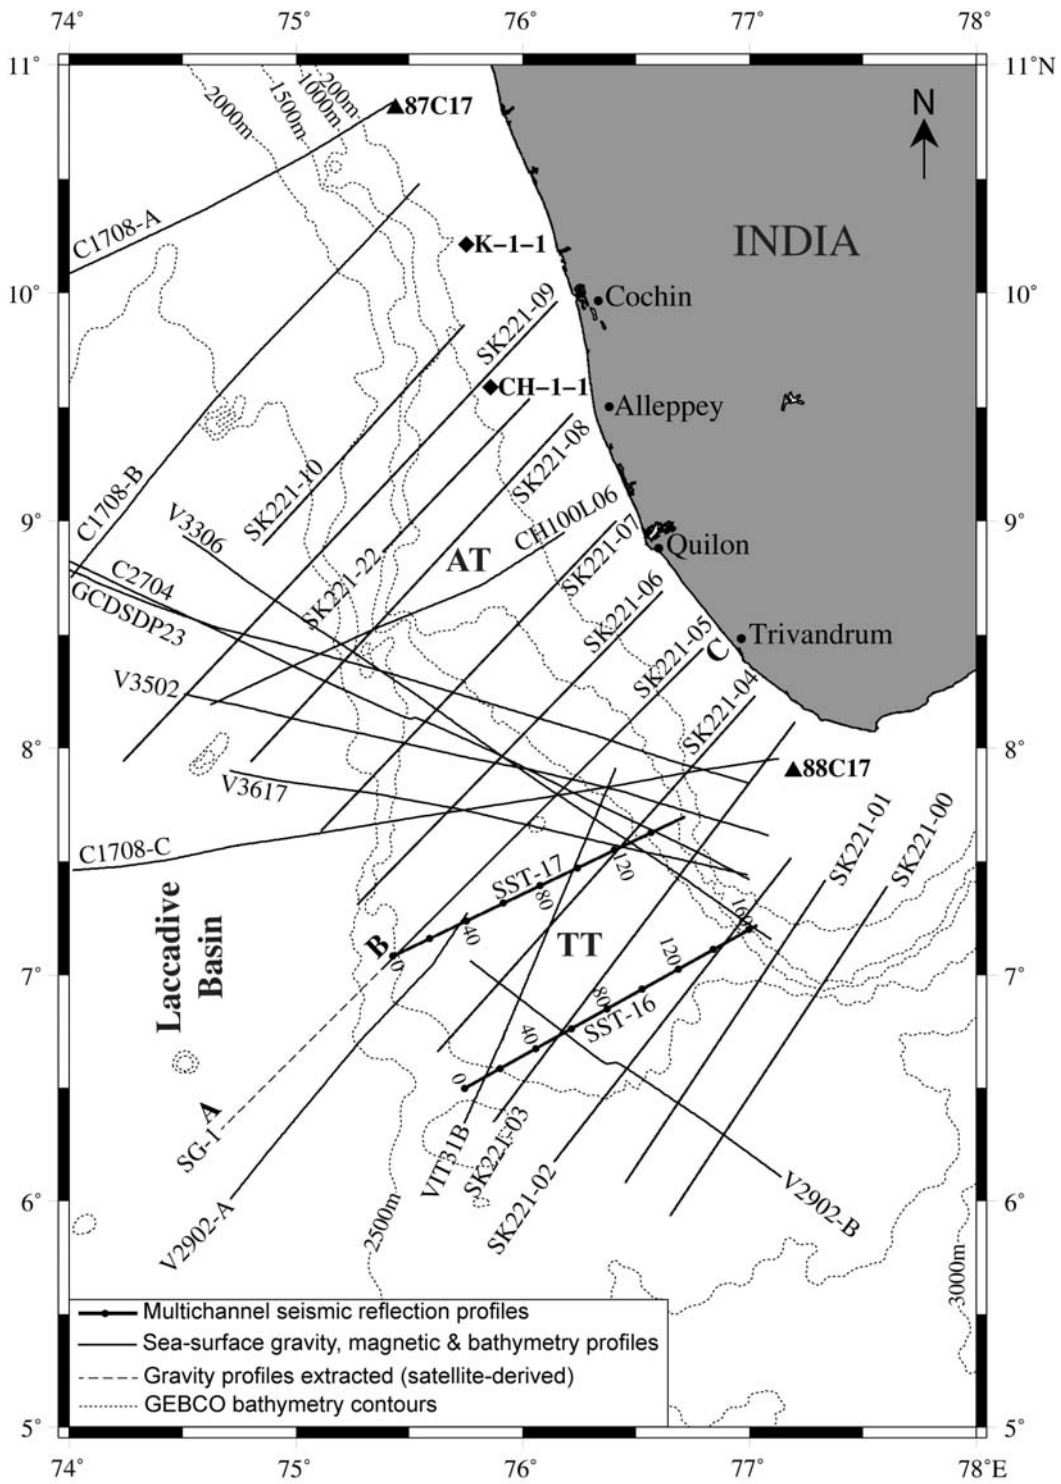 74°
75°
76°
77°
78°
11°
11°N
200m
1000m
1500m
2000m
87C17
N
C1708-A
K-1-1
INDIA
10°
10°
Cochin
SK221-09
CH-1-1
Alleppey
SK221-08
SK221-10
C1708-B
CH100L06
V3306
9°
9°
SK221-07
Quilon
AT
C2704
SK221-22
SK221-06
GCDSDP23
SK221-05
C
Trivandrum
V3502
SK221-04
8°
8°
88C17
V3617
SK221-01
SK221-00
C1708-C
SST-17
0
40
80
120
160
Laccadive
Basin
B
TT
7°
7°
SST-16
0
40
80
120
A
SG-1
VIT31B
SK221-03
SK221-02
V2902-A
V2902-B
6°
6°
2500m
3000m
Multichannel seismic reflection profiles
Sea-surface gravity, magnetic & bathymetry profiles
Gravity profiles extracted (satellite-derived)
GEBCO bathymetry contours
5°
5°
74°
75°
76°
77°
78°E